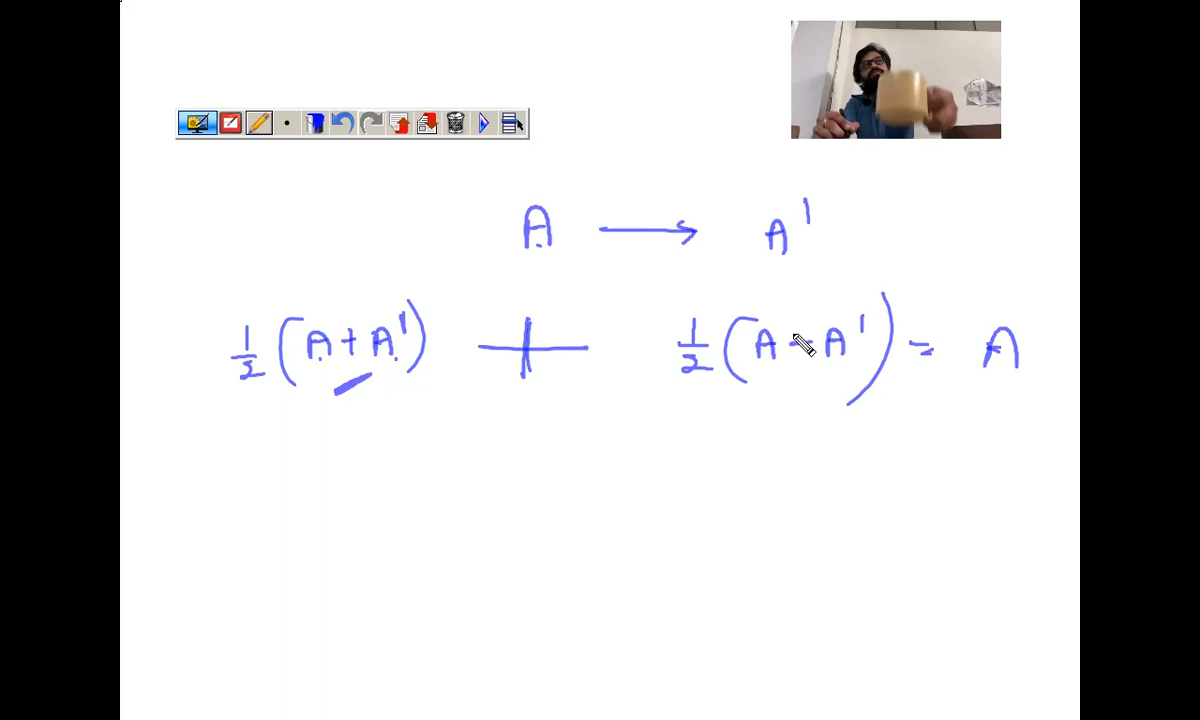 A → A'
1/2 (A + A') + 1/2 (A - A') = A